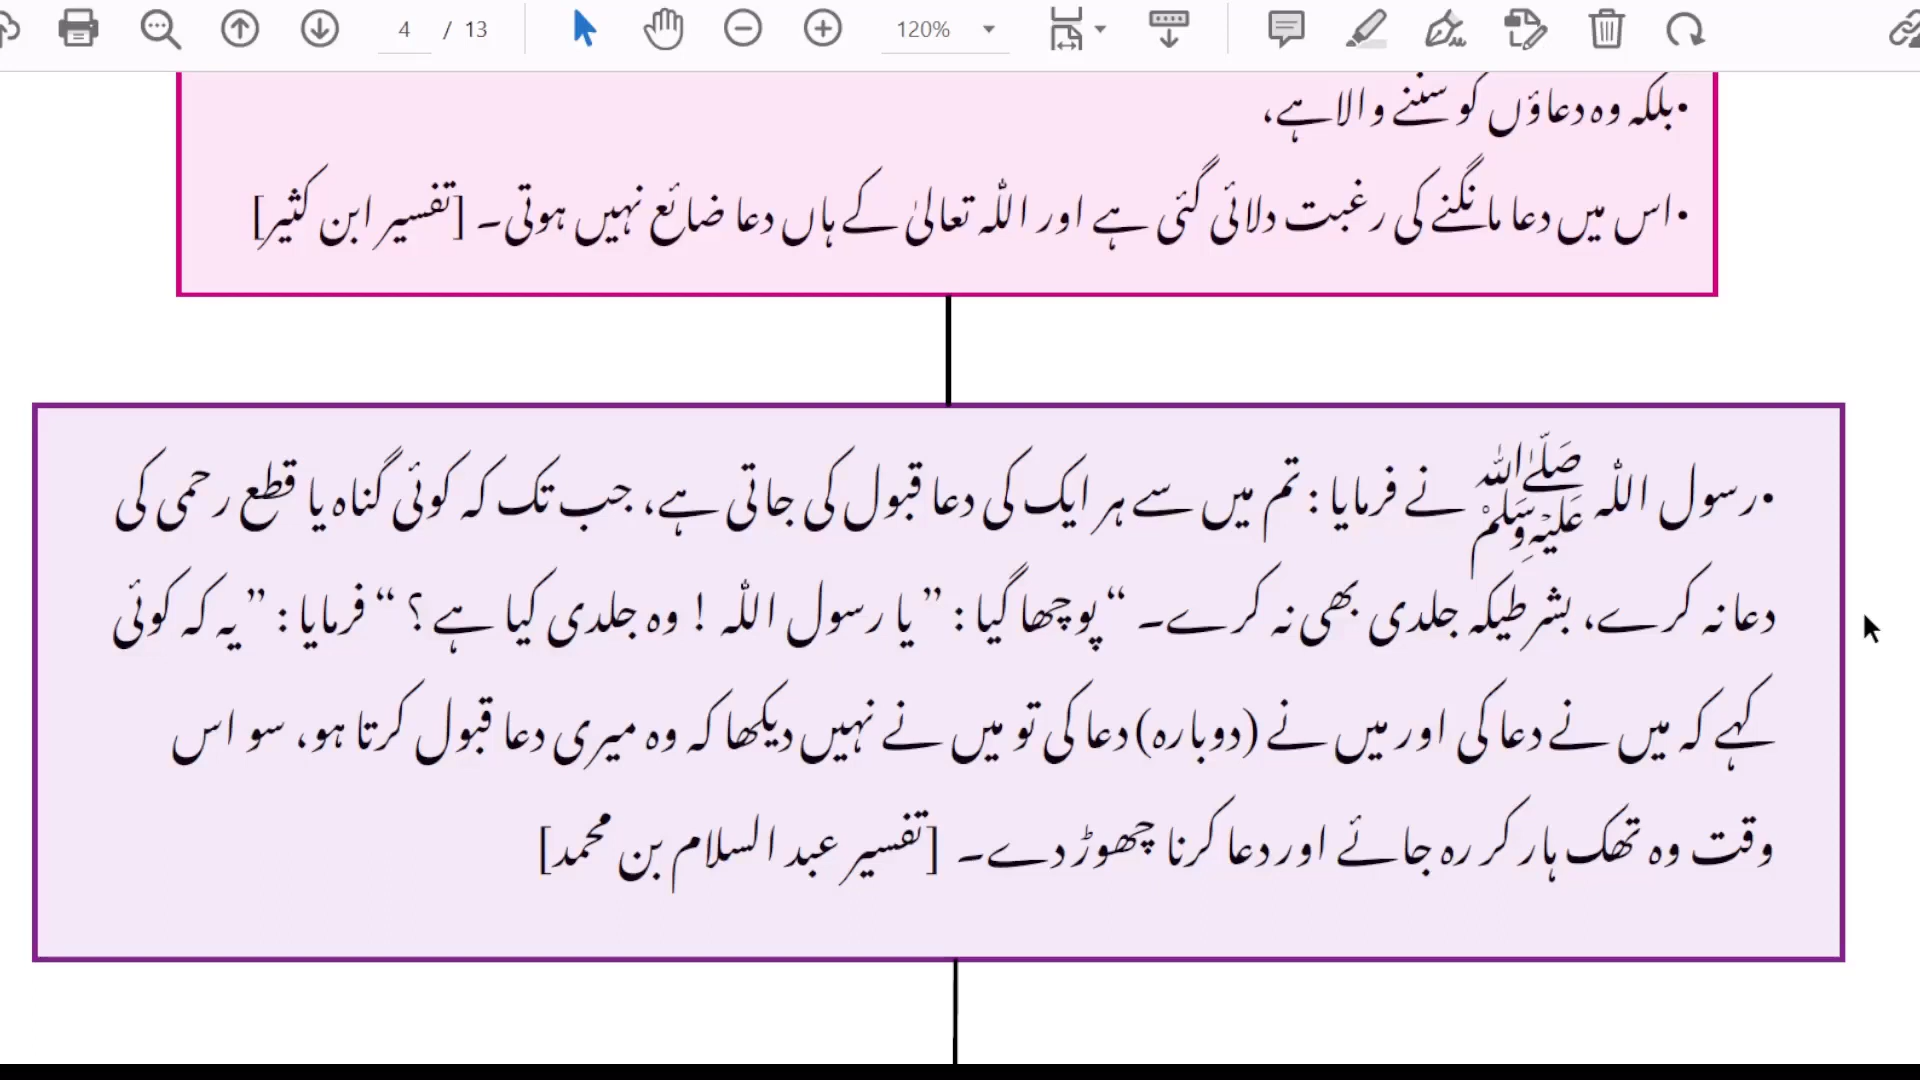 4 / 13 120%
•بلکہ وہ دعاؤں کو سننے والا ہے،
•اس میں دعا مانگنے کی رغبت دلائی گئی ہے اور اللہ تعالیٰ کے ہاں دعا ضائع نہیں ہوتی۔ [تفسیر ابن کثیر]
•رسول اللہ صَلَّى اللّٰهُ عَلَيْهِ وَسَلَّم نے فرمایا : تم میں سے ہر ایک کی دعا قبول کی جاتی ہے، جب تک کہ کوئی گناہ یا قطع رحمی کی
دعا نہ کرے، بشرطیکہ جلدی بھی نہ کرے۔ “ پوچھا گیا : ” یا رسول اللہ ! وہ جلدی کیا ہے ؟ “ فرمایا : ” یہ کہ کوئی
کہے کہ میں نے دعا کی اور میں نے (دوبارہ) دعا کی تو میں نے نہیں دیکھا کہ وہ میری دعا قبول کرتا ہو، سو اس
وقت وہ تھک ہار کر رہ جائے اور دعا کرنا چھوڑ دے۔ [تفسیر عبد السلام بن محمد]